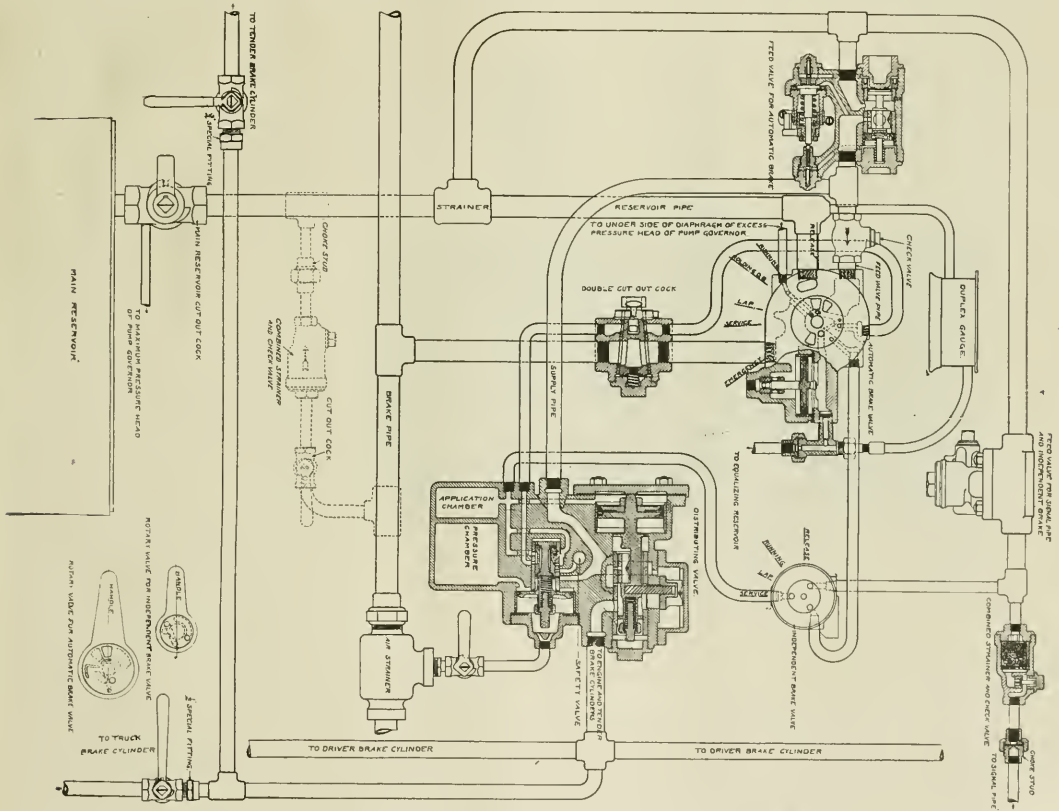 TO TENDER
BRAKE CYLINDER
SPECIAL FITTING
MAIN RESERVOIR
MAIN RESERVOIR CUT OUT COCK
TO MAXIMUM PRESSURE HEAD
OF PUMP GOVERNOR
CHOKE STUD
COMBINED STRAINER
AND CHECK VALVE
CUT OUT COCK
STRAINER
RESERVOIR PIPE
TO UNDER SIDE OF DIAPHRAGM OF EXCESS
PRESSURE HEAD OF PUMP GOVERNOR
FEED VALVE FOR AUTOMATIC BRAKE
DOUBLE CUT OUT COCK
RELEASE
RUNNING
HOLDING
LAP
SERVICE
FEED VALVE PIPE
CHECK VALVE
AUTOMATIC BRAKE VALVE
DUPLEX GAUGE
BRAKE PIPE
SUPPLY PIPE
TO EQUALIZING RESERVOIR
FEED VALVE FOR SIGNAL PIPE
AND INDEPENDENT BRAKE
APPLICATION
CHAMBER
PRESSURE
CHAMBER
DISTRIBUTING VALVE
RELEASE
RUNNING
LAP
SERVICE
INDEPENDENT BRAKE VALVE
COMBINED STRAINER AND CHECK VALVE
CHOKE STUD
TO SIGNAL PIPE
ROTARY VALVE FOR INDEPENDENT BRAKE VALVE
HANDLE
ROTARY VALVE FOR AUTOMATIC BRAKE VALVE
HANDLE
AIR STRAINER
SAFETY VALVE
TO ENGINE AND TENDER
BRAKE CYLINDERS
TO TRUCK
BRAKE CYLINDER
SPECIAL FITTING
TO DRIVER BRAKE CYLINDER
TO DRIVER BRAKE CYLINDER